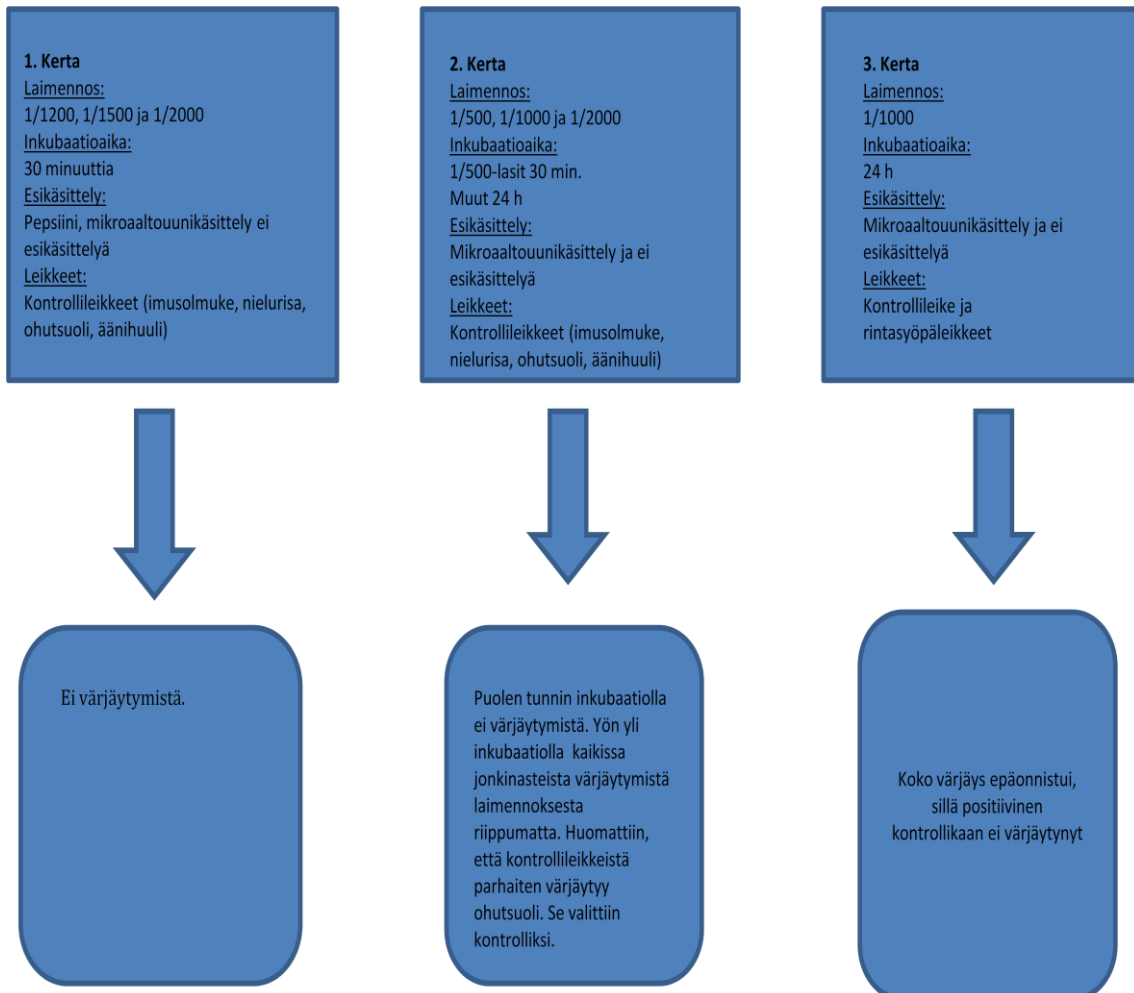 1. Kerta
Laimennos:
1/1200, 1/1500 ja 1/2000
Inkubaatioaika:
30 minuuttia
Esikäsittely:
Pepsiini, mikroaaltouunikäsittely ei
esikäsittelyä
Leikkeet:
Kontrollileikkeet (imusolmuke, nielurisa,
ohutsuoli, äänihuuli)
2. Kerta
Laimennos:
1/500, 1/1000 ja 1/2000
Inkubaatioaika:
1/500-lasit 30 min.
Muut 24 h
Esikäsittely:
Mikroaaltouunikäsittely ja ei
esikäsittelyä
Leikkeet:
Kontrollileikkeet (imusolmuke,
nielurisa, ohutsuoli, äänihuuli)
3. Kerta
Laimennos:
1/1000
Inkubaatioaika:
24 h
Esikäsittely:
Mikroaaltouunikäsittely ja ei
esikäsittelyä
Leikkeet:
Kontrollileike ja
rintasyöpäleikkeet
Ei värjäytymistä.
Puolen tunnin inkubaatiolla
ei värjäytymistä. Yön yli
inkubaatiolla kaikissa
jonkinasteista värjäytymistä
laimennoksesta
riippumatta. Huomattiin,
että kontrollileikkeistä
parhaiten värjäytyy
ohutsuoli. Se valittiin
kontrolliksi.
Koko värjäys epäonnistui,
sillä positiivinen
kontrollikaan ei värjäytynyt